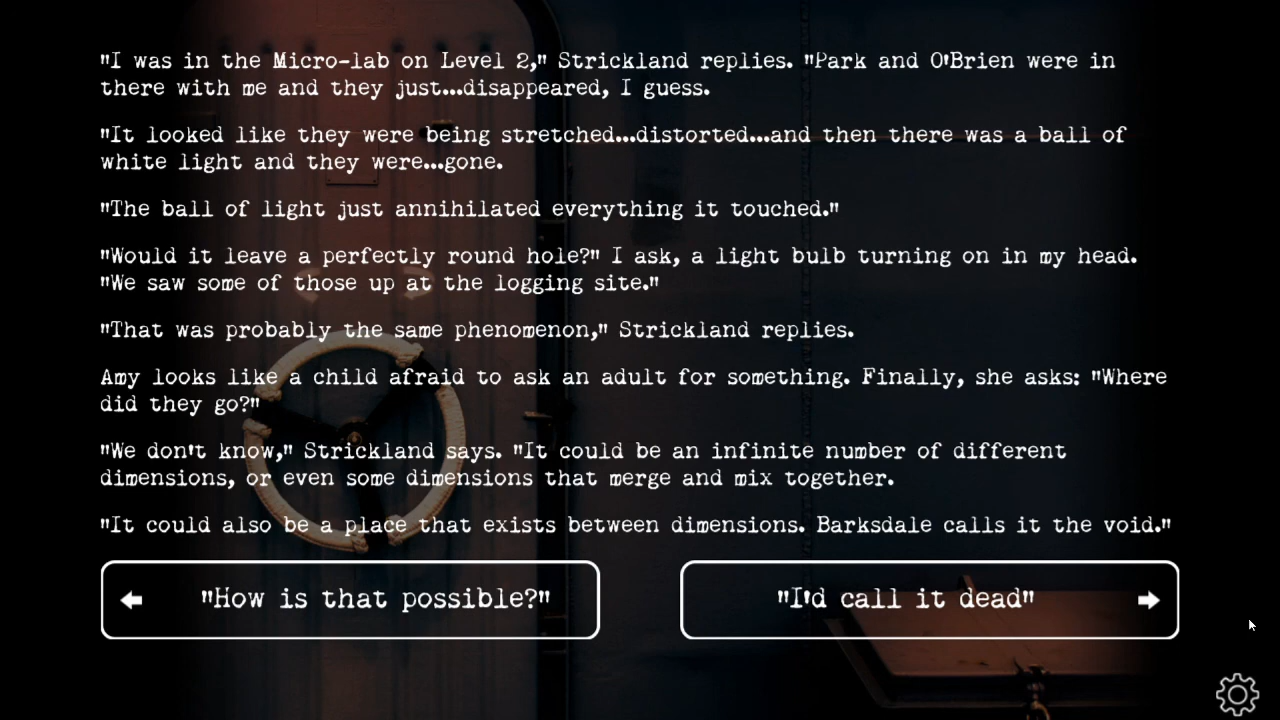 "I was in the Micro-lab on Level 2," Strickland replies. "Park and O'Brien were in
there with me and they just...disappeared, I guess.
"It looked like they were being stretched...distorted...and then there was a ball of
white light and they were...gone.
"The ball of light just annihilated everything it touched."
"Would it leave a perfectly round hole?" I ask, a light bulb turning on in my head.
"We saw some of those up at the logging site."
"That was probably the same phenomenon," Strickland replies.
Amy looks like a child afraid to ask an adult for something. Finally, she asks: "Where
did they go?"
"We don't know," Strickland says. "It could be an infinite number of different
dimensions, or even some dimensions that merge and mix together.
"It could also be a place that exists between dimensions. Barksdale calls it the void."
"How is that possible?"
"I'd call it dead"